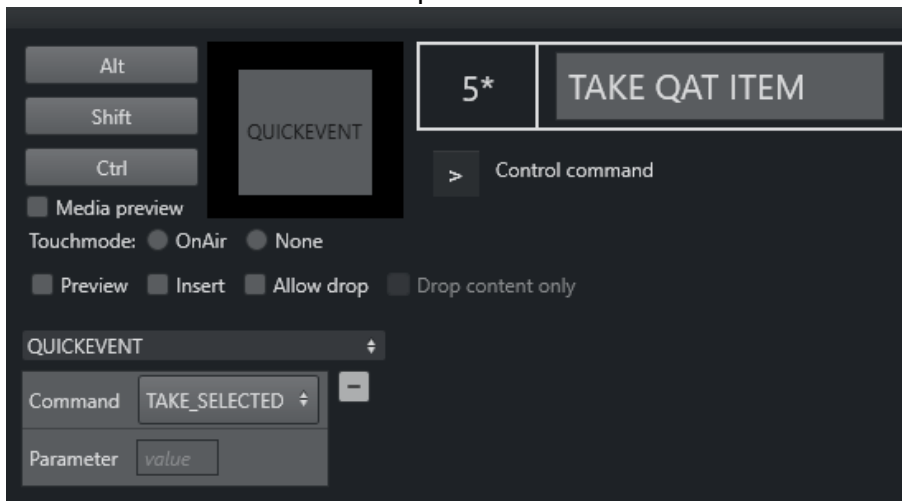 Alt
Shift
Ctrl
QUICKEVENT
5*
TAKE QAT ITEM
> Control command
Media preview
Touchmode: OnAir None
Preview Insert Allow drop Drop content only
QUICKEVENT
Command TAKE_SELECTED −
Parameter value